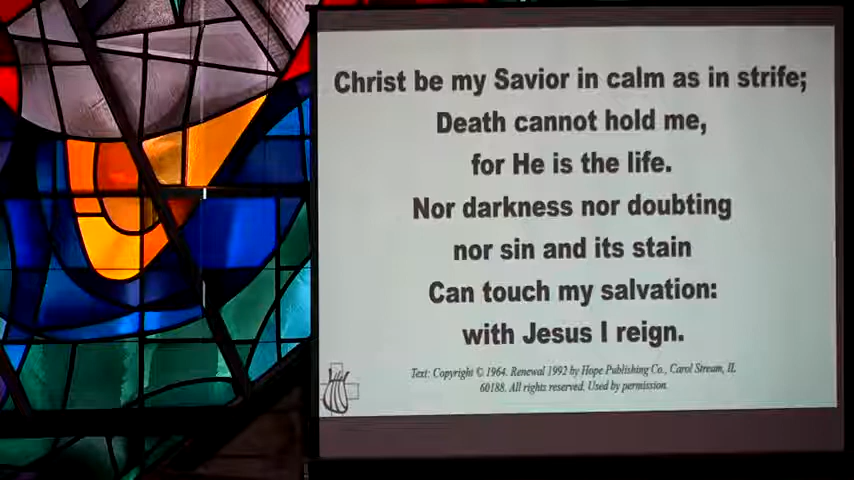 Christ be my Savior in calm as in strife;
Death cannot hold me,
for He is the life.
Nor darkness nor doubting
nor sin and its stain
Can touch my salvation:
with Jesus I reign.
Text: Copyright © 1964. Renewal 1992 by Hope Publishing Co., Carol Stream, IL
60188. All rights reserved. Used by permission.